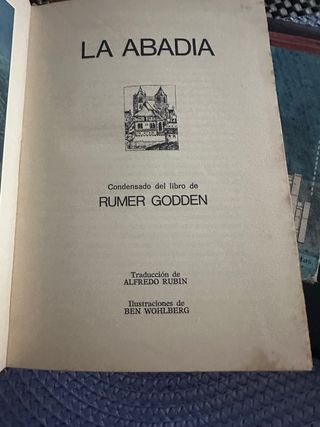 LA ABADIA
Condensado del libro de
RUMER GODDEN
Traducción de
ALFREDO RUBIN
Ilustraciones de
BEN WOHLBERG